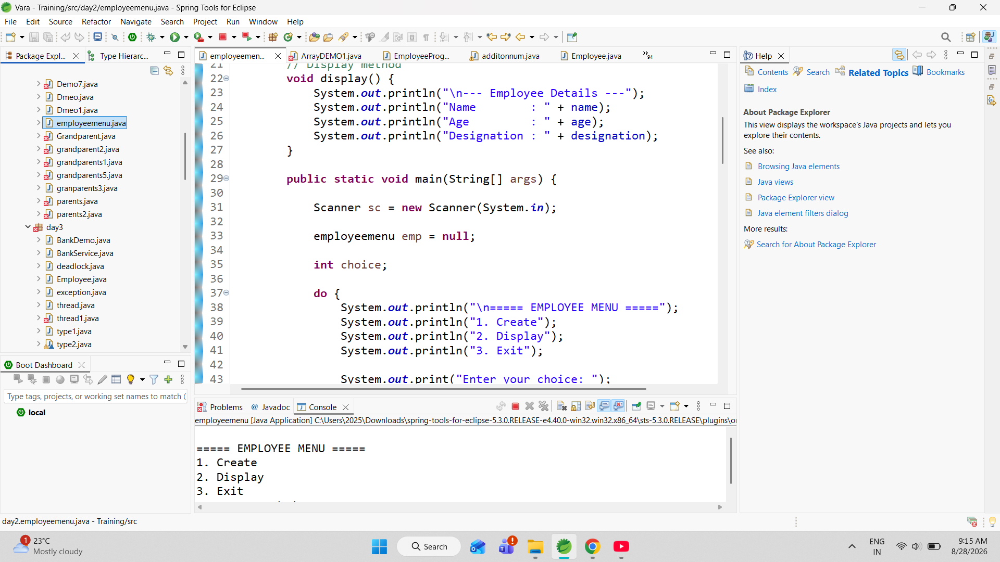 Vara - Training/src/day2/employeemenu.java - Spring Tools for Eclipse
File Edit Source Refactor Navigate Search Project Run Window Help
Package Expl... Type Hierarc...
Demo7.java
Dmeo.java
Dmeo1.java
employeemenu.java
Grandparent.java
grandparent2.java
grandparents1.java
grandparents5.java
granparents3.java
parents.java
parents2.java
day3
BankDemo.java
BankService.java
deadlock.java
Employee.java
exception.java
thread.java
thread1.java
type1.java
type2.java
Boot Dashboard
Type tags, projects, or working set names to match (
local
employeemen... ArrayDEMO1.java EmployeeProg... additonnum.java Employee.java »94
21 // Display method
22 void display() {
23 System.out.println("\n--- Employee Details ---");
24 System.out.println("Name        : " + name);
25 System.out.println("Age         : " + age);
26 System.out.println("Designation : " + designation);
27 }
28
29 public static void main(String[] args) {
30
31 Scanner sc = new Scanner(System.in);
32
33 employeemenu emp = null;
34
35 int choice;
36
37 do {
38 System.out.println("\n===== EMPLOYEE MENU =====");
39 System.out.println("1. Create");
40 System.out.println("2. Display");
41 System.out.println("3. Exit");
42
43 System.out.print("Enter your choice: ");
Problems @ Javadoc Console
employeemenu [Java Application] C:\Users\2025\Downloads\spring-tools-for-eclipse-5.3.0.RELEASE-e4.40.0-win32.win32.x86_64\sts-5.3.0.RELEASE\plugins\o
===== EMPLOYEE MENU =====
1. Create
2. Display
3. Exit
Help
Contents Search Related Topics Bookmarks
Index
About Package Explorer
This view displays the workspace's Java projects and lets you
explore their contents.
See also:
Browsing Java elements
Java views
Package Explorer view
Java element filters dialog
More results:
Search for About Package Explorer
day2.employeemenu.java - Training/src
1
23°C
Mostly cloudy
Search
ENG
IN
9:15 AM
8/28/2026